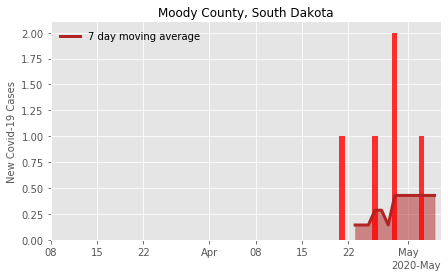 Moody County, South Dakota
7 day moving average
New Covid-19 Cases
2.00
1.75
1.50
1.25
1.00
0.75
0.50
0.25
0.00
08 15 22 Apr 08 15 22 May
2020-May